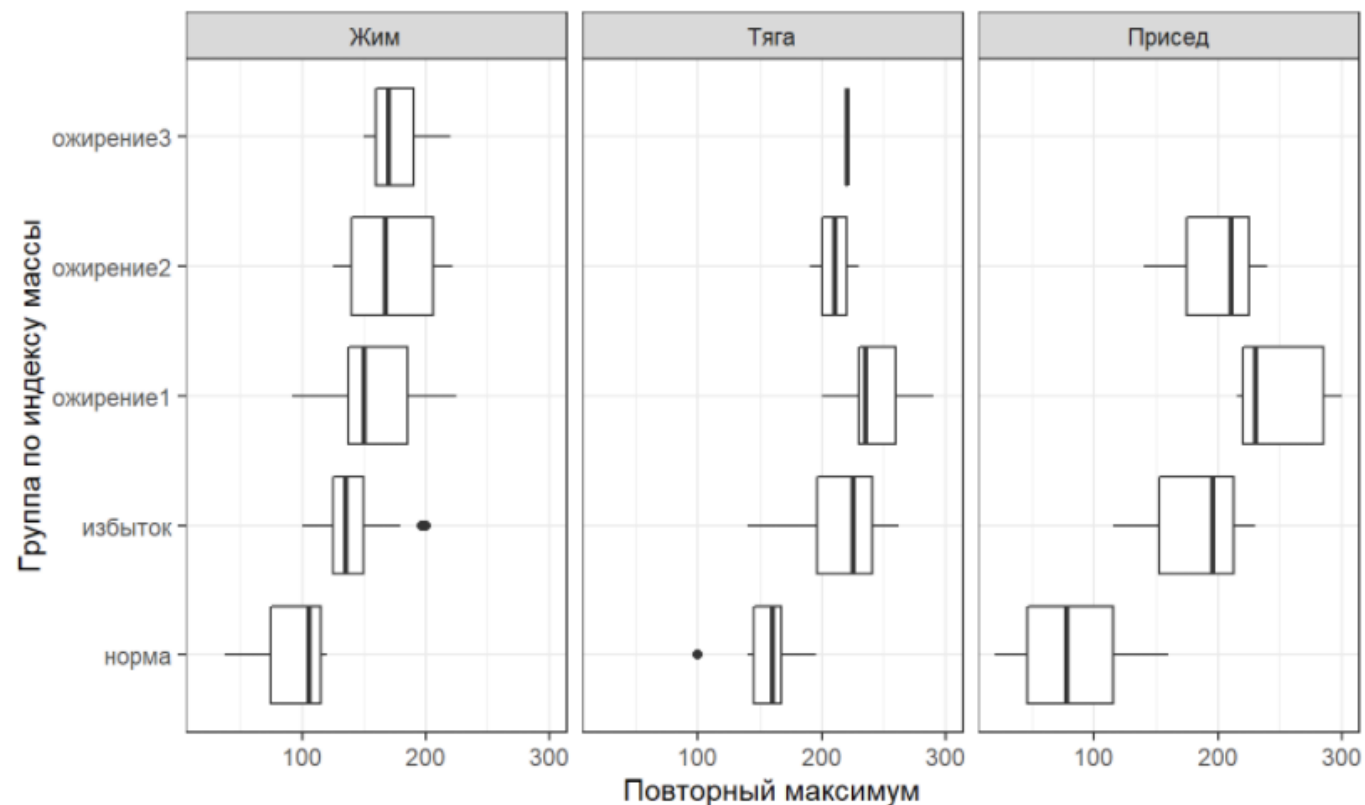 Жим
Тяга
Присед
Группа по индексу массы
ожирение3
ожирение2
ожирение1
избыток
норма
100 200 300
100 200 300
100 200 300
Повторный максимум